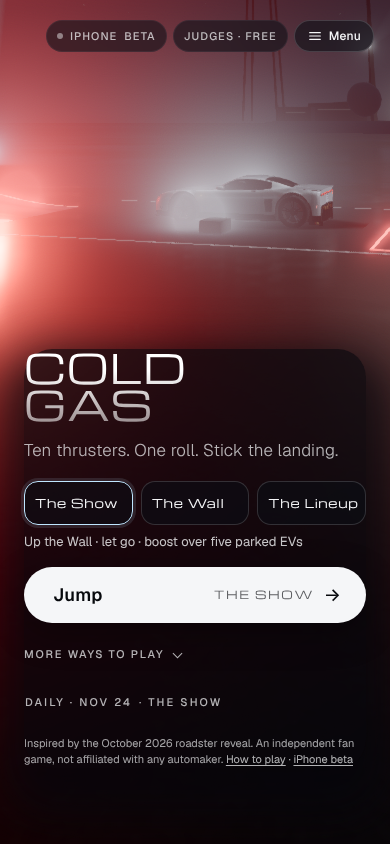 IPHONE BETA
JUDGES · FREE
Menu
COLD
GAS
Ten thrusters. One roll. Stick the landing.
The Show
The Wall
The Lineup
Up the Wall · let go · boost over five parked EVs
Jump
THE SHOW
MORE WAYS TO PLAY
DAILY · NOV 24 · THE SHOW
Inspired by the October 2026 roadster reveal. An independent fan
game, not affiliated with any automaker. How to play · iPhone beta